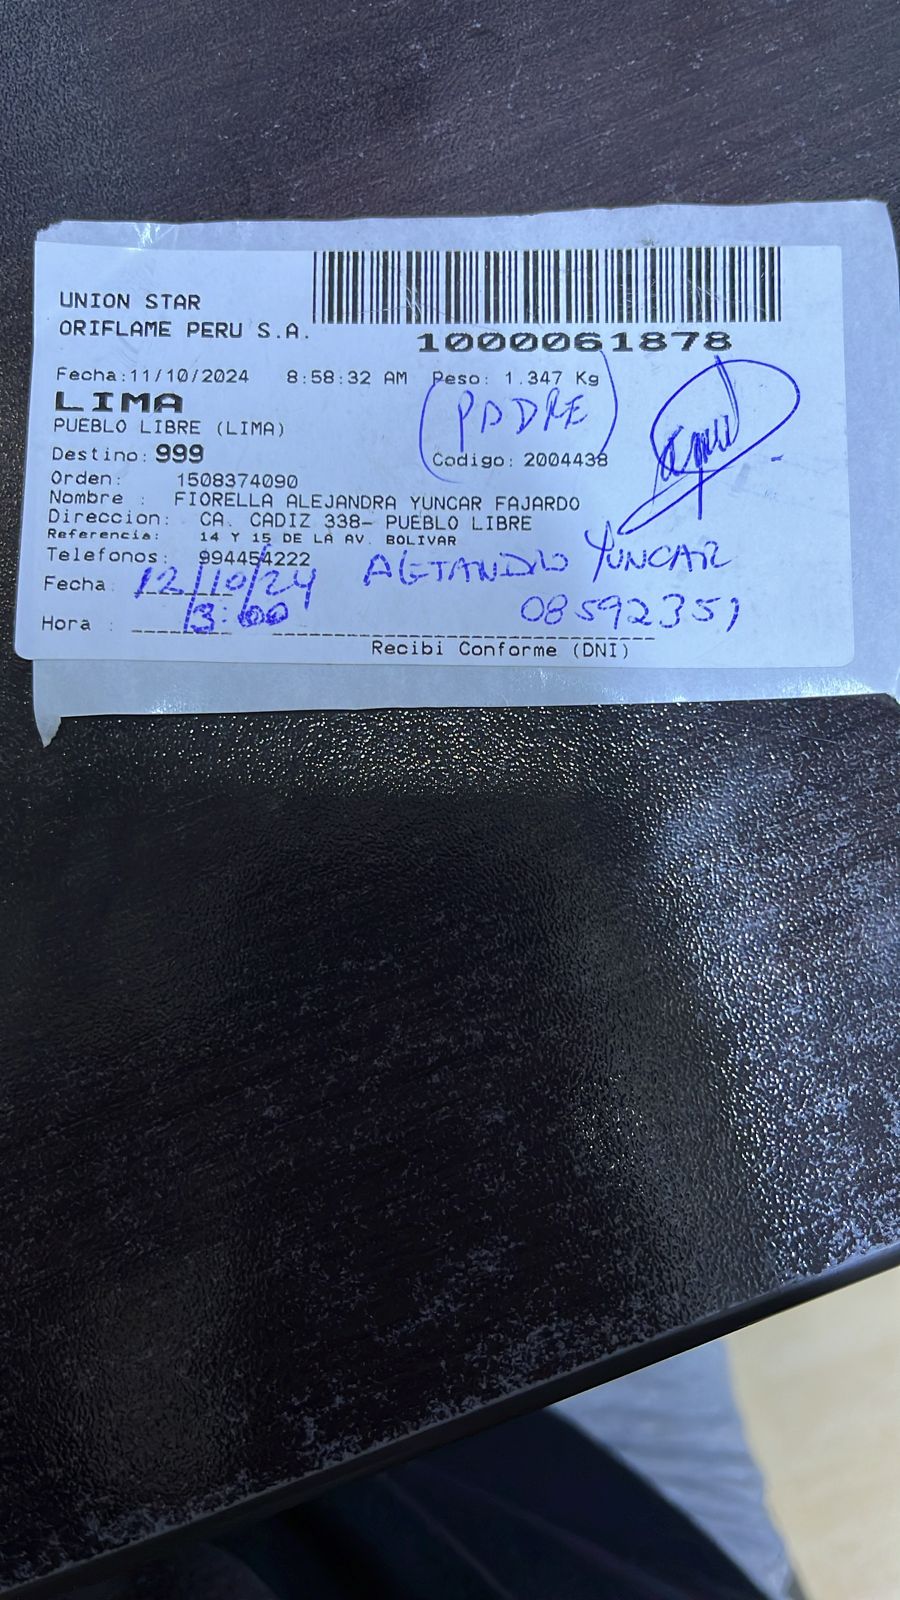 UNION STAR
ORIFLAME PERU S.A.
1000061878
Fecha:11/10/2024 8:58:32 AM Peso: 1.347 Kg
LIMA
(PADRE)
PUEBLO LIBRE (LIMA)
Destino: 999 Codigo: 2004438
Orden: 1508374090
Nombre : FIORELLA ALEJANDRA YUNCAR FAJARDO
Direccion: CA. CADIZ 338- PUEBLO LIBRE
Referencia: 14 Y 15 DE LA AV. BOLIVAR
Telefonos: 994454222
Fecha: 12/10/24 YUNCAR
Hora : 13:00 08592351
Recibi Conforme (DNI)